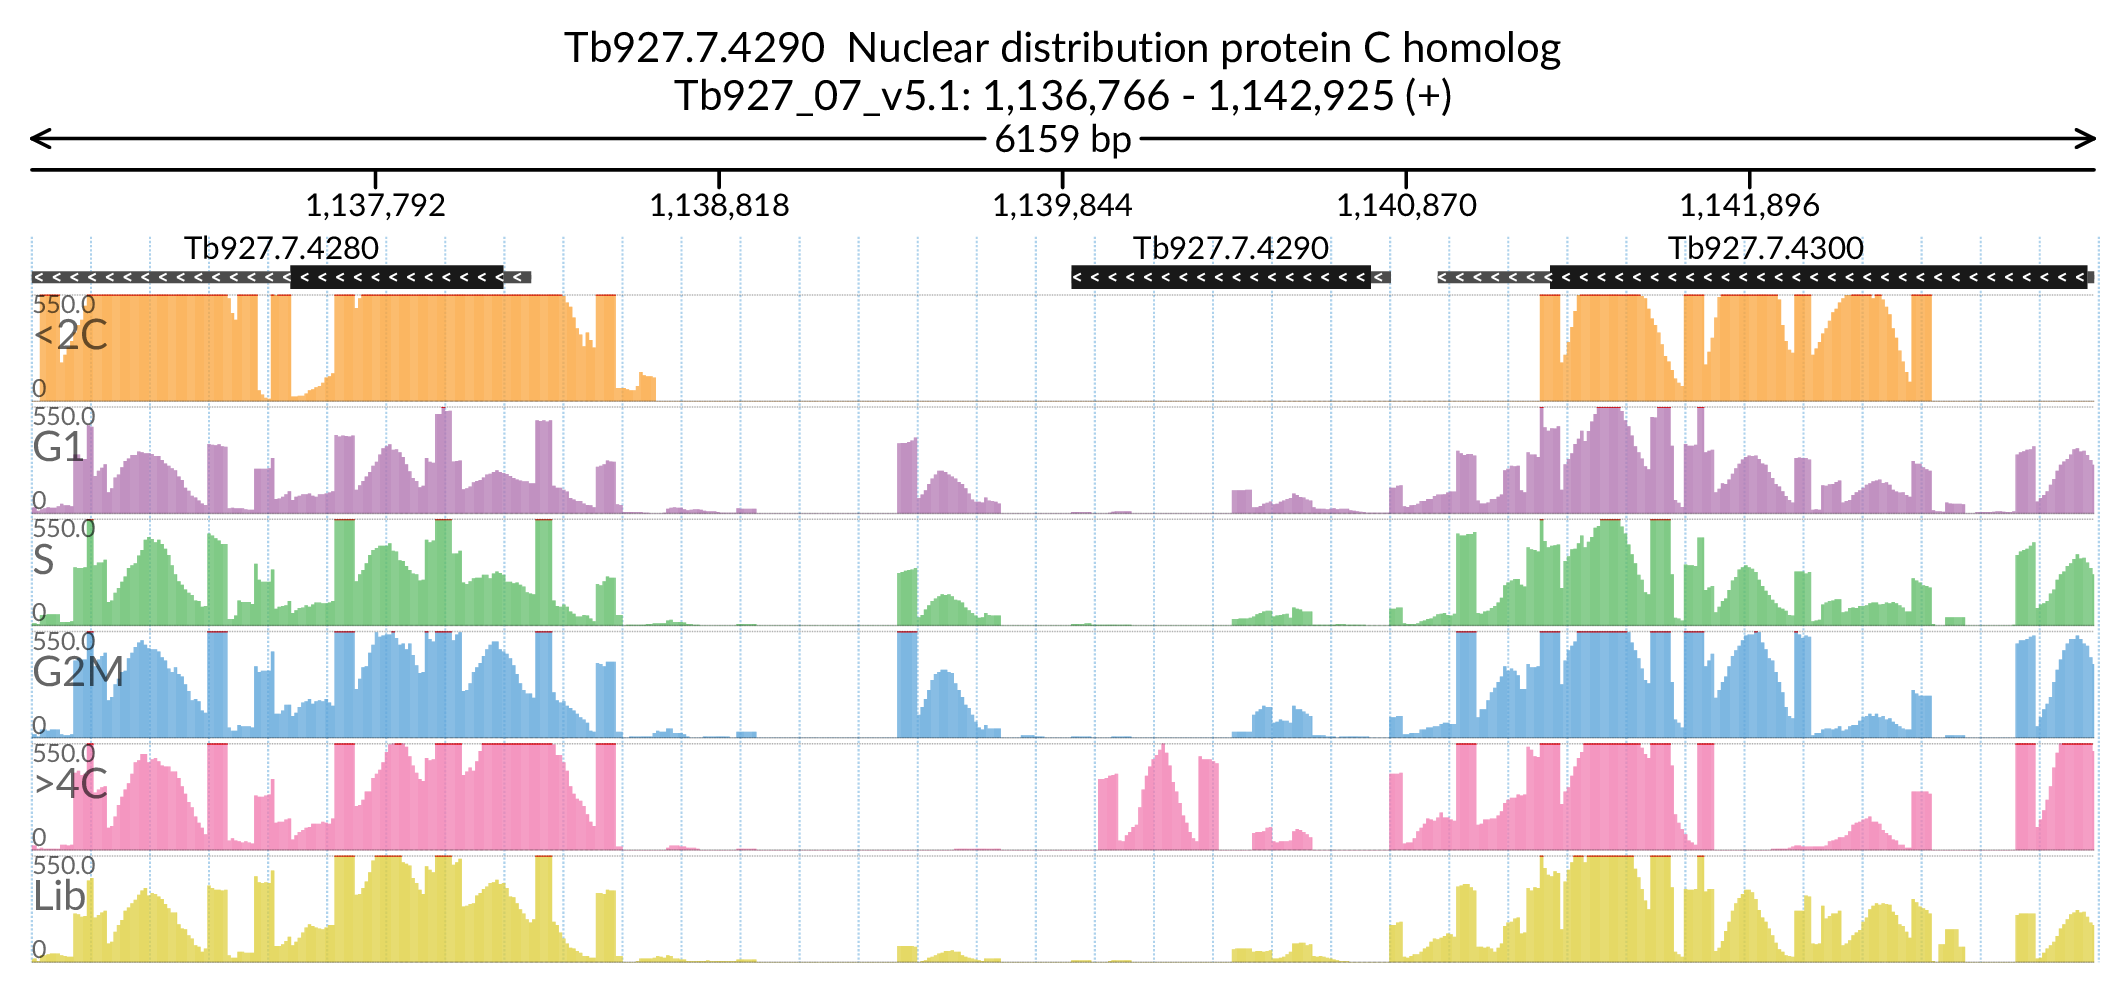 Tb927.7.4290 Nuclear distribution protein C homolog
Tb927_07_v5.1: 1,136,766 - 1,142,925 (+)
6159 bp
1,137,792 1,138,818 1,139,844 1,140,870 1,141,896
Tb927.7.4280 Tb927.7.4290 Tb927.7.4300
550.0
<2C
0
550.0
G1
0
550.0
S
0
550.0
G2M
0
550.0
>4C
0
550.0
Lib
0